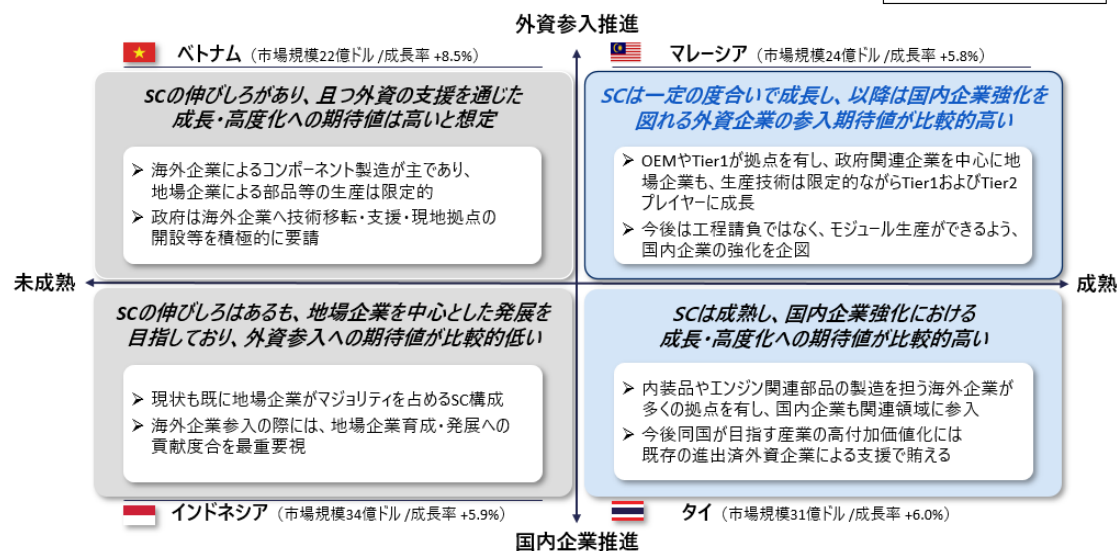 外資参入推進
ベトナム（市場規模22億ドル /成長率 +8.5%）
SCの伸びしろがあり、且つ外資の支援を通じた
成長・高度化への期待値は高いと想定
➢ 海外企業によるコンポーネント製造が主であり、
地場企業による部品等の生産は限定的
➢ 政府は海外企業へ技術移転・支援・現地拠点の
開設等を積極的に要請
マレーシア（市場規模24億ドル /成長率 +5.8%）
SCは一定の度合いで成長し、以降は国内企業強化を
図れる外資企業の参入期待値が比較的高い
➢ OEMやTier1が拠点を有し、政府関連企業を中心に地
場企業も、生産技術は限定的ながらTier1およびTier2
プレイヤーに成長
➢ 今後は工程請負ではなく、モジュール生産ができるよう、
国内企業の強化を企図
未成熟
成熟
SCの伸びしろはあるも、地場企業を中心とした発展を
目指しており、外資参入への期待値が比較的低い
➢ 現状も既に地場企業がマジョリティを占めるSC構成
➢ 海外企業参入の際には、地場企業育成・発展への
貢献度合を最重要視
インドネシア（市場規模34億ドル /成長率 +5.9%）
SCは成熟し、国内企業強化における
成長・高度化への期待値が比較的高い
➢ 内装品やエンジン関連部品の製造を担う海外企業が
多くの拠点を有し、国内企業も関連領域に参入
➢ 今後同国が目指す産業の高付加価値化には
既存の進出済外資企業による支援で賄える
タイ（市場規模31億ドル /成長率 +6.0%）
国内企業推進